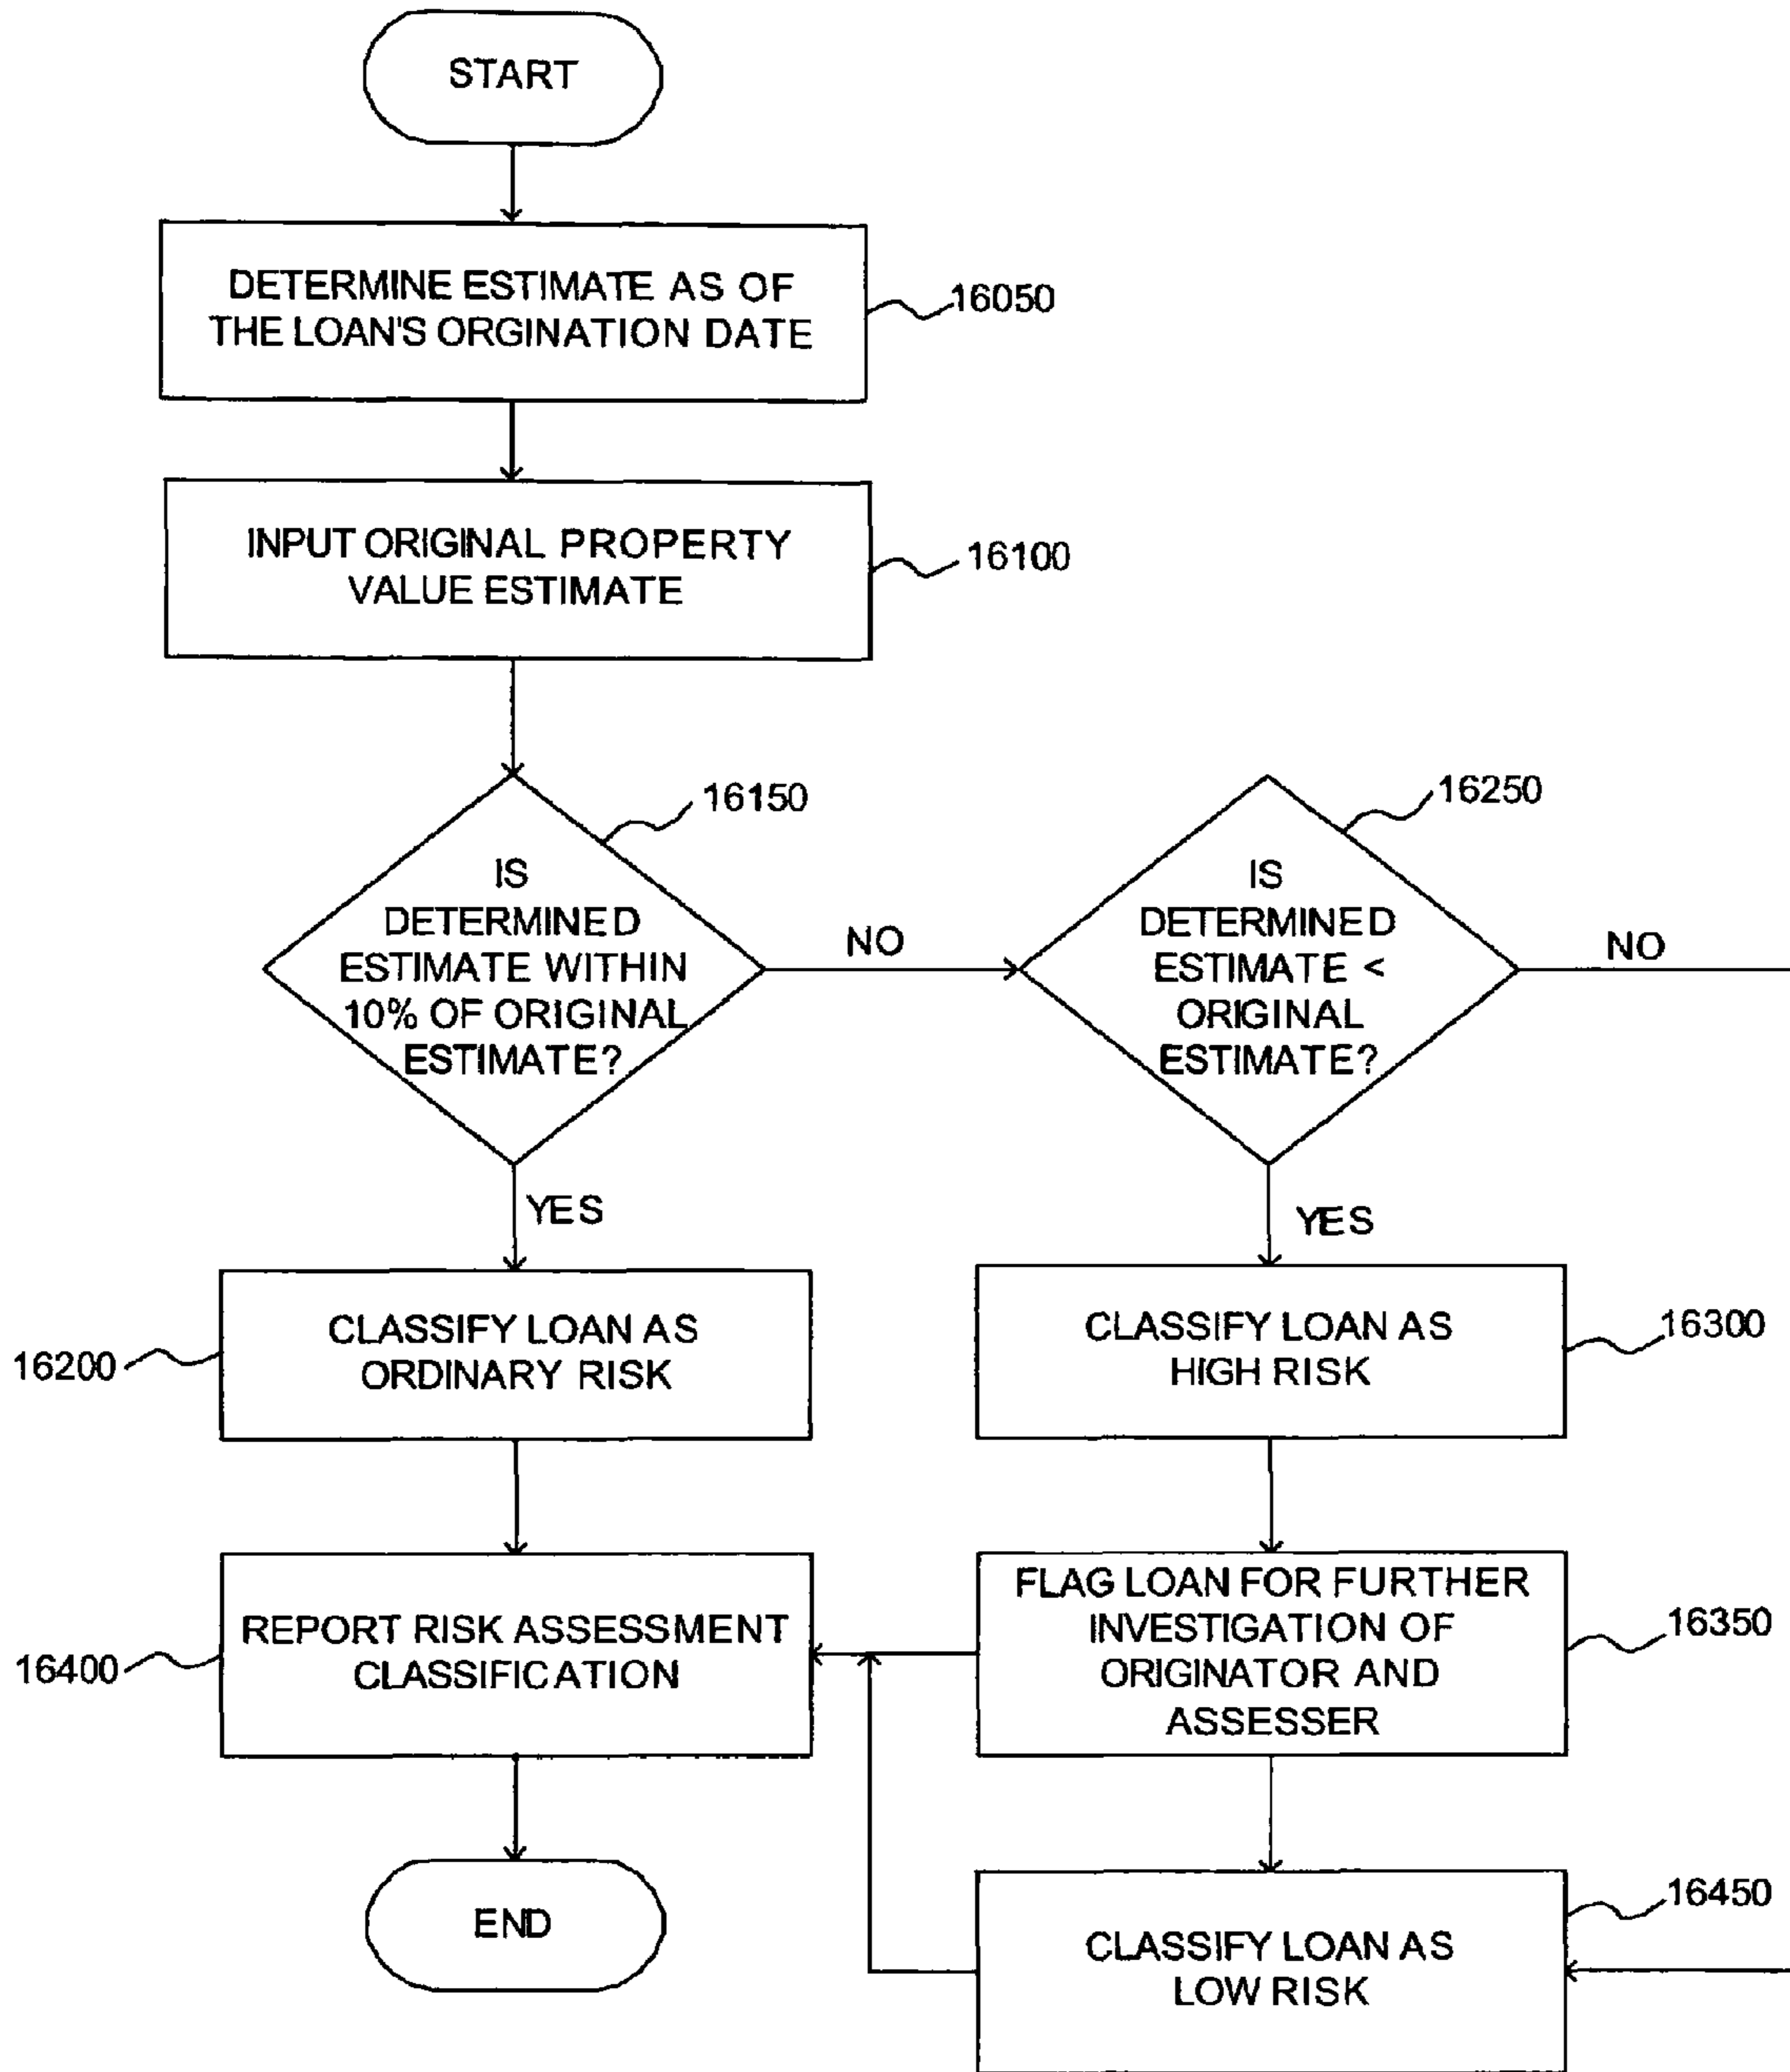 START
DETERMINE ESTIMATE AS OF
THE LOAN'S ORGINATION DATE
16050
INPUT ORIGINAL PROPERTY
VALUE ESTIMATE
16100
16150
IS
DETERMINED
ESTIMATE WITHIN
10% OF ORIGINAL
ESTIMATE?
NO
16250
IS
DETERMINED
ESTIMATE <
ORIGINAL
ESTIMATE?
NO
YES
YES
16200
CLASSIFY LOAN AS
ORDINARY RISK
CLASSIFY LOAN AS
HIGH RISK
16300
16400
REPORT RISK ASSESSMENT
CLASSIFICATION
FLAG LOAN FOR FURTHER
INVESTIGATION OF
ORIGINATOR AND
ASSESSER
16350
END
CLASSIFY LOAN AS
LOW RISK
16450